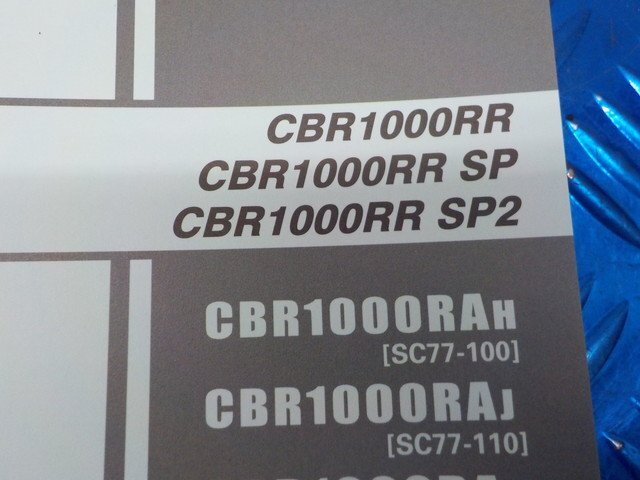 CBR1000RR
CBR1000RR SP
CBR1000RR SP2
CBR1000RAH
[SC77-100]
CBR1000RAJ
[SC77-110]